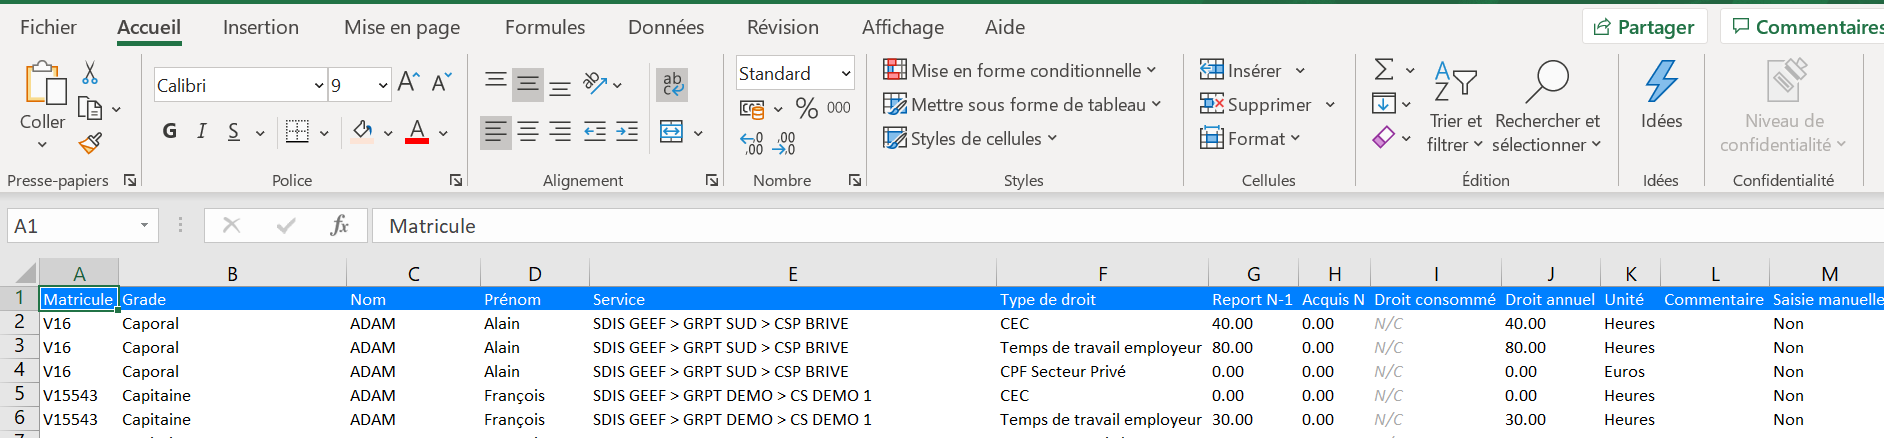 Fichier Accueil Insertion Mise en page Formules Données Révision Affichage Aide Partager Commentaires
Calibri 9 ab c Standard Mise en forme conditionnelle Insérer Σ A Z
Coller % 000 Mettre sous forme de tableau Supprimer Trier et Rechercher et Idées Niveau de
G I S A ,00 ,00 Styles de cellules Format filtrer sélectionner confidentialité
Presse-papiers Police Alignement Nombre Styles Cellules Édition Idées Confidentialité
A1 fx Matricule
A B C D E F G H I J K L M
1 Matricule Grade Nom Prénom Service Type de droit Report N-1 Acquis N Droit consommé Droit annuel Unité Commentaire Saisie manuelle
2 V16 Caporal ADAM Alain SDIS GEEF > GRPT SUD > CSP BRIVE CEC 40.00 0.00 N/C 40.00 Heures Non
3 V16 Caporal ADAM Alain SDIS GEEF > GRPT SUD > CSP BRIVE Temps de travail employeur 80.00 0.00 N/C 80.00 Heures Non
4 V16 Caporal ADAM Alain SDIS GEEF > GRPT SUD > CSP BRIVE CPF Secteur Privé 0.00 0.00 N/C 0.00 Euros Non
5 V15543 Capitaine ADAM François SDIS GEEF > GRPT DEMO > CS DEMO 1 CEC 0.00 0.00 N/C 0.00 Heures Non
6 V15543 Capitaine ADAM François SDIS GEEF > GRPT DEMO > CS DEMO 1 Temps de travail employeur 30.00 0.00 N/C 30.00 Heures Non